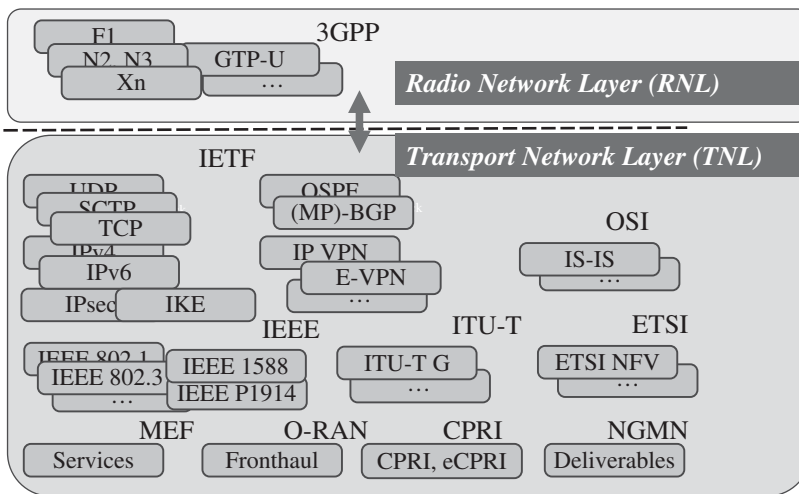 3GPP
F1
N2, N3
Xn
GTP-U
...
Radio Network Layer (RNL)
Transport Network Layer (TNL)
IETF
UDP
SCTP
TCP
IPv4
IPv6
IPsec
IKE
OSPF
(MP)-BGP
IP VPN
E-VPN
...
OSI
IS-IS
...
IEEE
IEEE 802.1
IEEE 802.3
...
IEEE 1588
IEEE P1914
ITU-T
ITU-T G
...
ETSI
ETSI NFV
...
MEF
Services
O-RAN
Fronthaul
CPRI
CPRI, eCPRI
NGMN
Deliverables